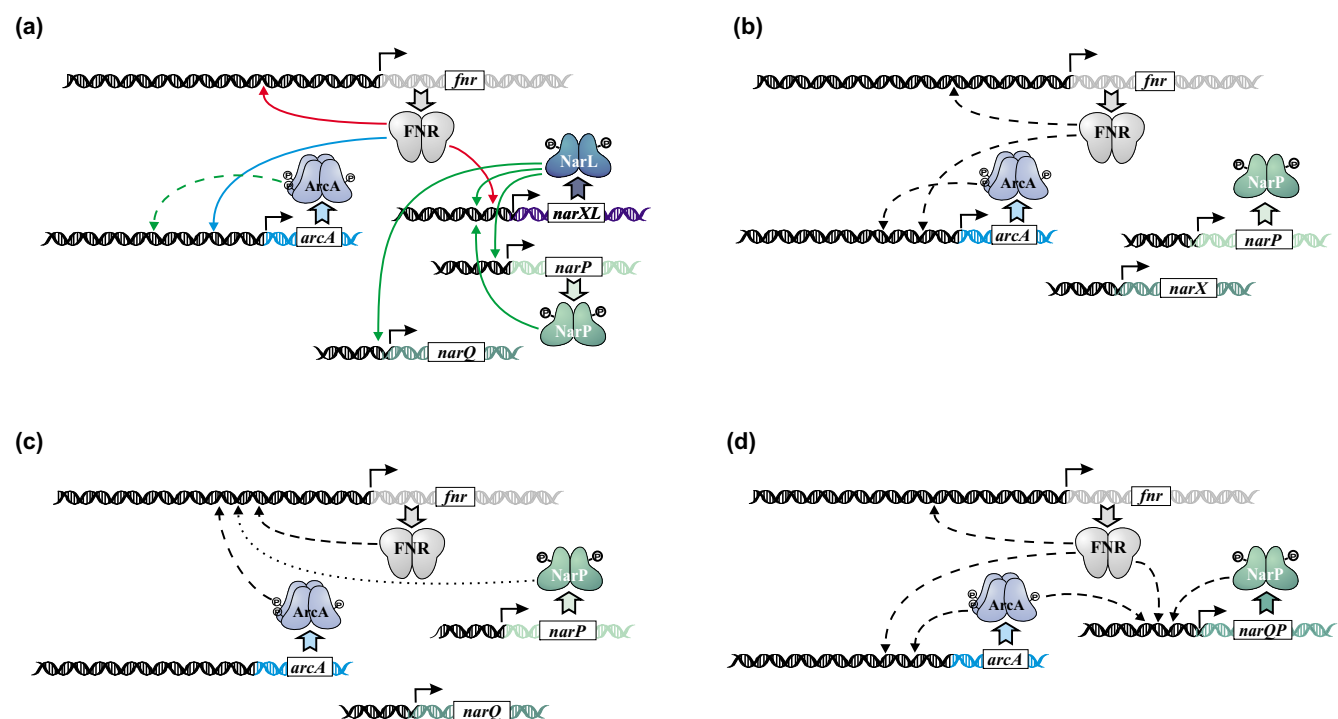 (a)
fnr
FNR
P
P
P
ArcA
arcA
P
P
NarL
narXL
narP
P
P
NarP
narQ
(b)
fnr
FNR
P
P
P
ArcA
arcA
P
P
NarP
narP
narX
(c)
fnr
FNR
P
P
P
ArcA
arcA
P
P
NarP
narP
narQ
(d)
fnr
FNR
P
P
P
ArcA
arcA
P
P
NarP
narQP